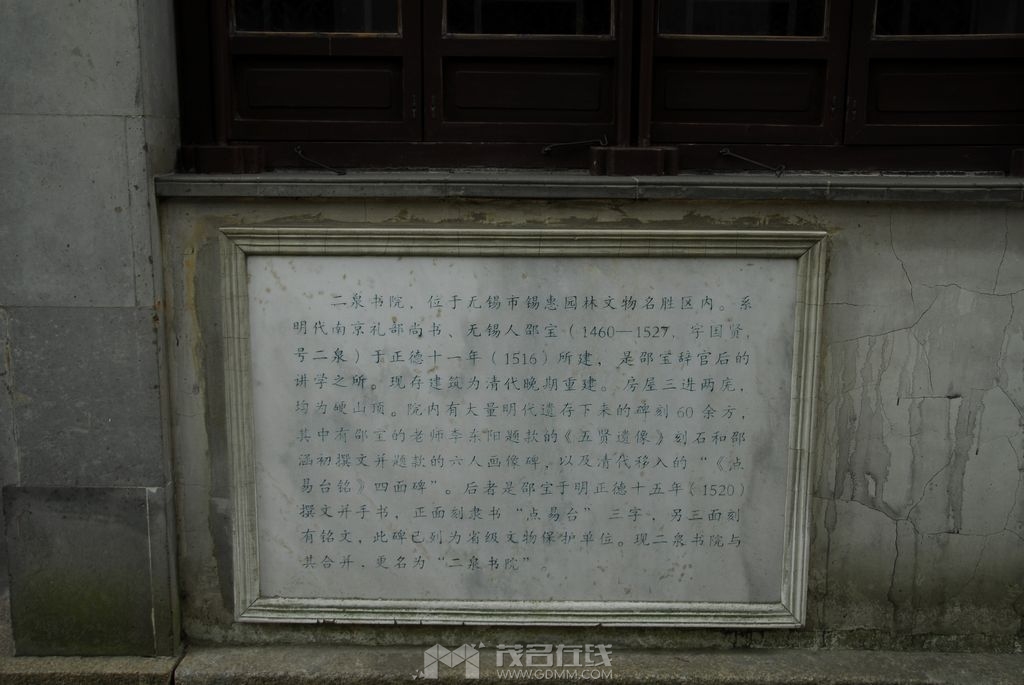 二泉书院，位于无锡市锡惠园林文物名胜区内。系
明代南京礼部尚书、无锡人邵宝（1460—1527，字国贤，
号二泉）于正德十一年（1516）所建，是邵宝辞官后的
讲学之所。现存建筑为清代晚期重建。房屋三进两庑，
均为硬山顶。院内有大量明代遗存下来的碑刻60余方，
其中有邵宝的老师李东阳题款的《五贤遗像》刻石和邵
涵初撰文并题款的六人画像碑，以及清代移入的“《点
易台铭》四面碑”。后者是邵宝于明正德十五年（1520）
撰文并手书，正面刻隶书“点易台”三字，另三面刻
有铭文，此碑已列为省级文物保护单位。现二泉书院与
其合并，更名为“二泉书院”。
茂名在线
WWW.GDMM.COM